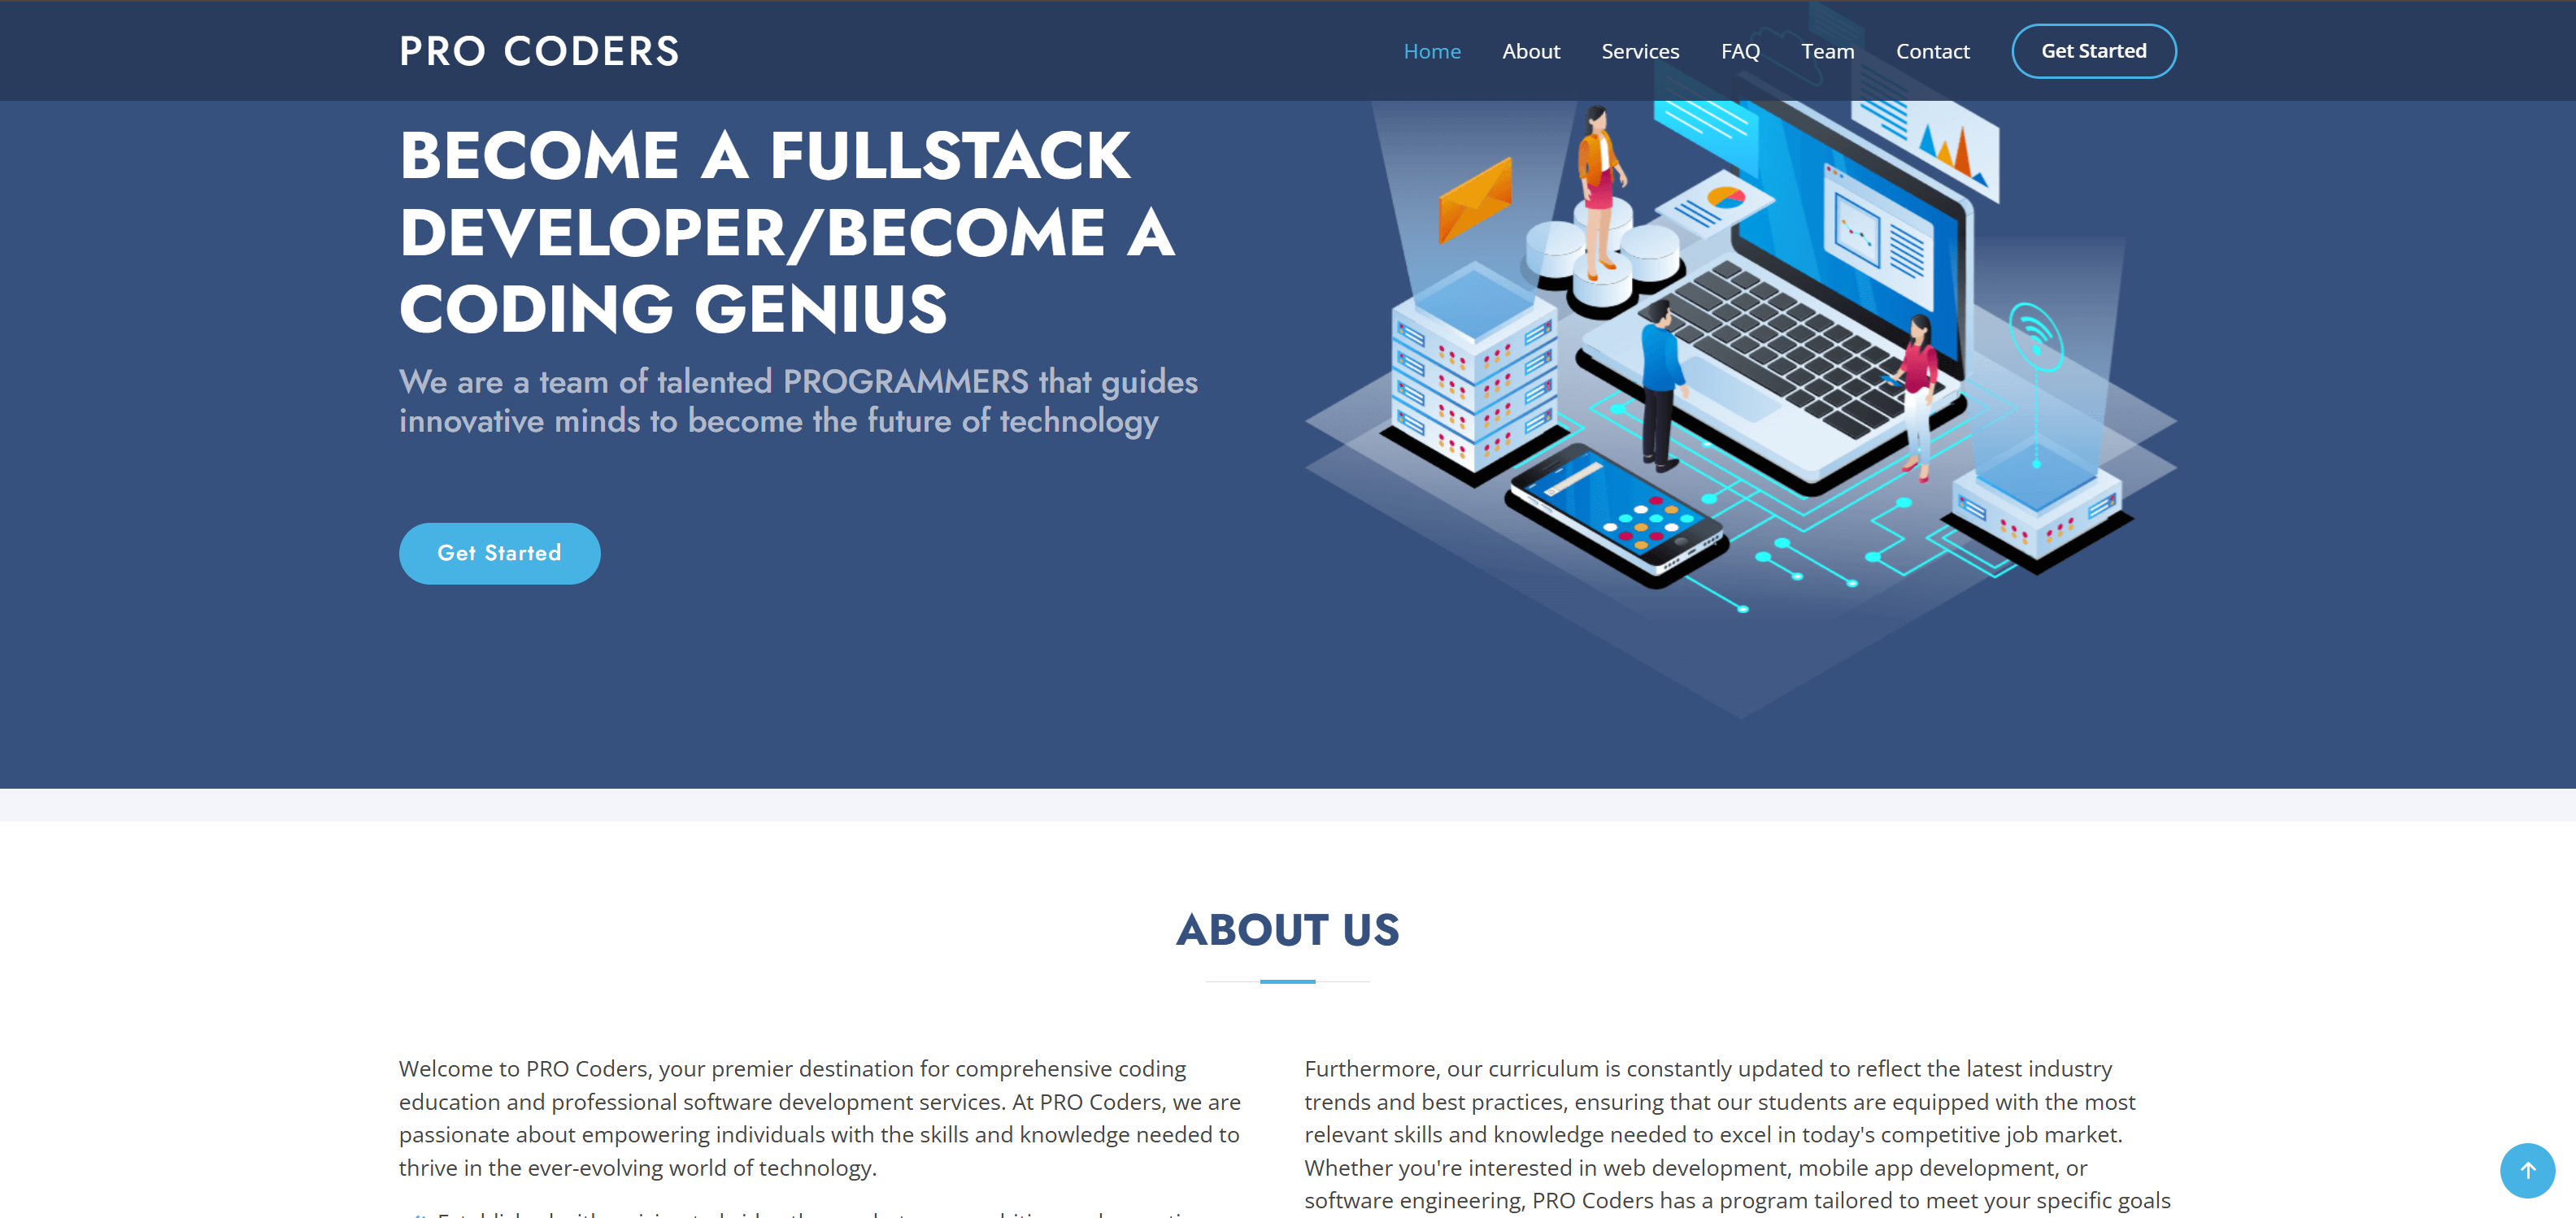 PRO CODERS
Home About Services FAQ Team Contact Get Started
BECOME A FULLSTACK
DEVELOPER/BECOME A
CODING GENIUS
We are a team of talented PROGRAMMERS that guides
innovative minds to become the future of technology
Get Started
ABOUT US
Welcome to PRO Coders, your premier destination for comprehensive coding
education and professional software development services. At PRO Coders, we are
passionate about empowering individuals with the skills and knowledge needed to
thrive in the ever-evolving world of technology.
Furthermore, our curriculum is constantly updated to reflect the latest industry
trends and best practices, ensuring that our students are equipped with the most
relevant skills and knowledge needed to excel in today's competitive job market.
Whether you're interested in web development, mobile app development, or
software engineering, PRO Coders has a program tailored to meet your specific goals